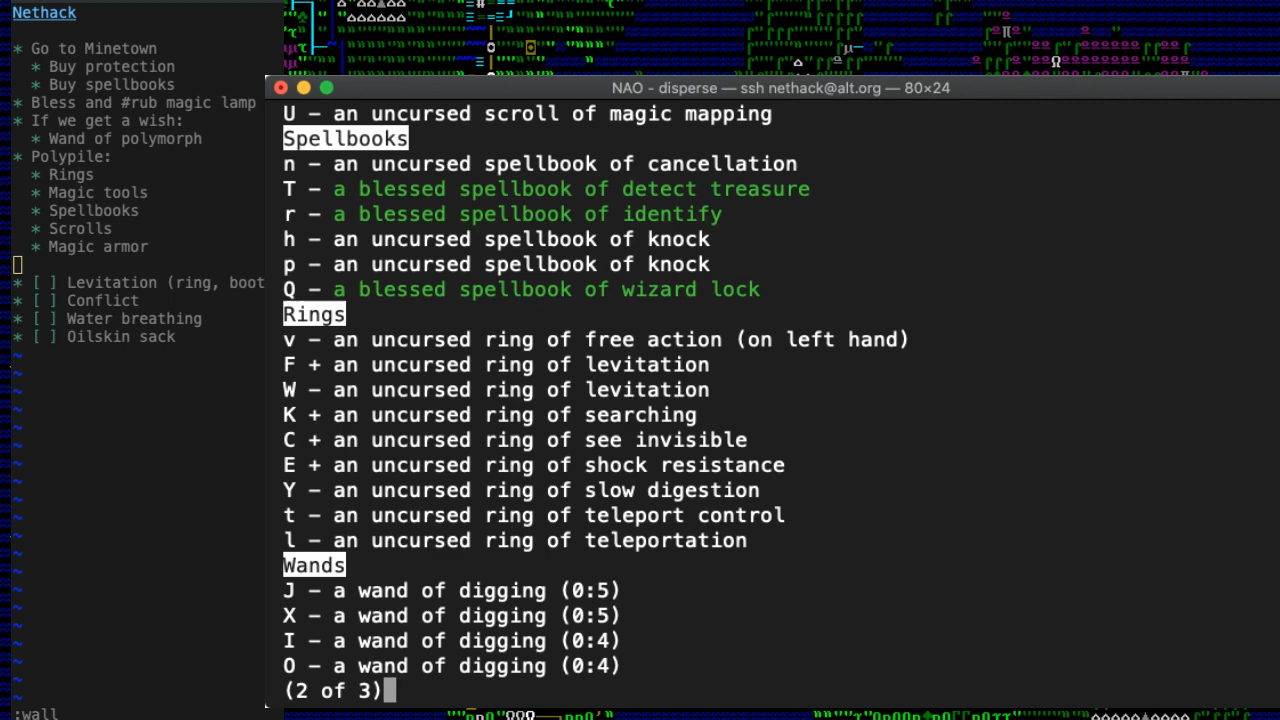 Nethack
* Go to Minetown
* Buy protection
* Buy spellbooks
* Bless and #rub magic lamp
* If we get a wish:
* Wand of polymorph
* Polypile:
* Rings
* Magic tools
* Spellbooks
* Scrolls
* Magic armor
* [ ] Levitation (ring, boot
* [ ] Conflict
* [ ] Water breathing
* [ ] Oilskin sack
:wall
NAO - disperse — ssh nethack@alt.org — 80×24
U - an uncursed scroll of magic mapping
Spellbooks
n - an uncursed spellbook of cancellation
T - a blessed spellbook of detect treasure
r - a blessed spellbook of identify
h - an uncursed spellbook of knock
p - an uncursed spellbook of knock
Q - a blessed spellbook of wizard lock
Rings
v - an uncursed ring of free action (on left hand)
F + an uncursed ring of levitation
W - an uncursed ring of levitation
K + an uncursed ring of searching
C + an uncursed ring of see invisible
E + an uncursed ring of shock resistance
Y - an uncursed ring of slow digestion
t - an uncursed ring of teleport control
l - an uncursed ring of teleportation
Wands
J - a wand of digging (0:5)
X - a wand of digging (0:5)
I - a wand of digging (0:4)
O - a wand of digging (0:4)
(2 of 3)